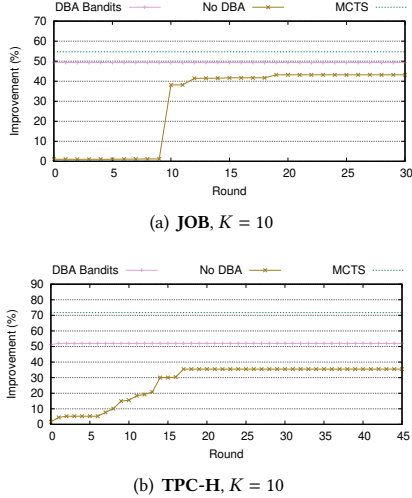 DBA Bandits No DBA MCTS
70
60
50
40
30
20
10
0
Improvement (%)
0 5 10 15 20 25 30
Round
(a) JOB, K = 10
DBA Bandits No DBA MCTS
90
80
70
60
50
40
30
20
10
0
Improvement (%)
0 5 10 15 20 25 30 35 40 45
Round
(b) TPC-H, K = 10